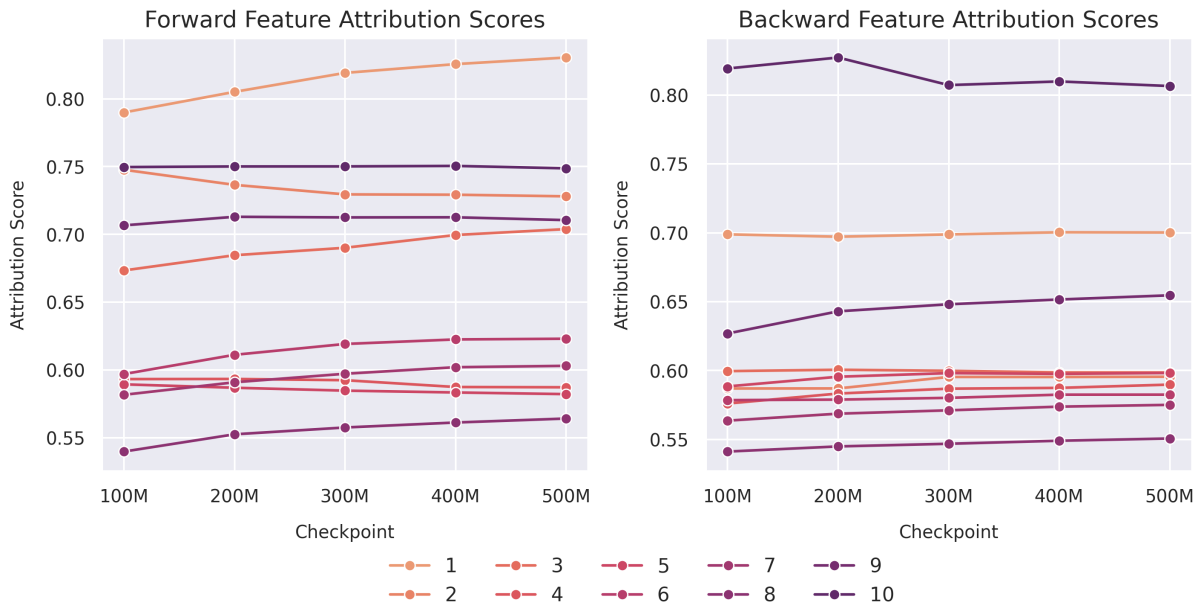 Forward Feature Attribution Scores
Backward Feature Attribution Scores
Attribution Score
0.80
0.75
0.70
0.65
0.60
0.55
100M 200M 300M 400M 500M
Checkpoint
Attribution Score
0.80
0.75
0.70
0.65
0.60
0.55
100M 200M 300M 400M 500M
Checkpoint
1 3 5 7 9
2 4 6 8 10